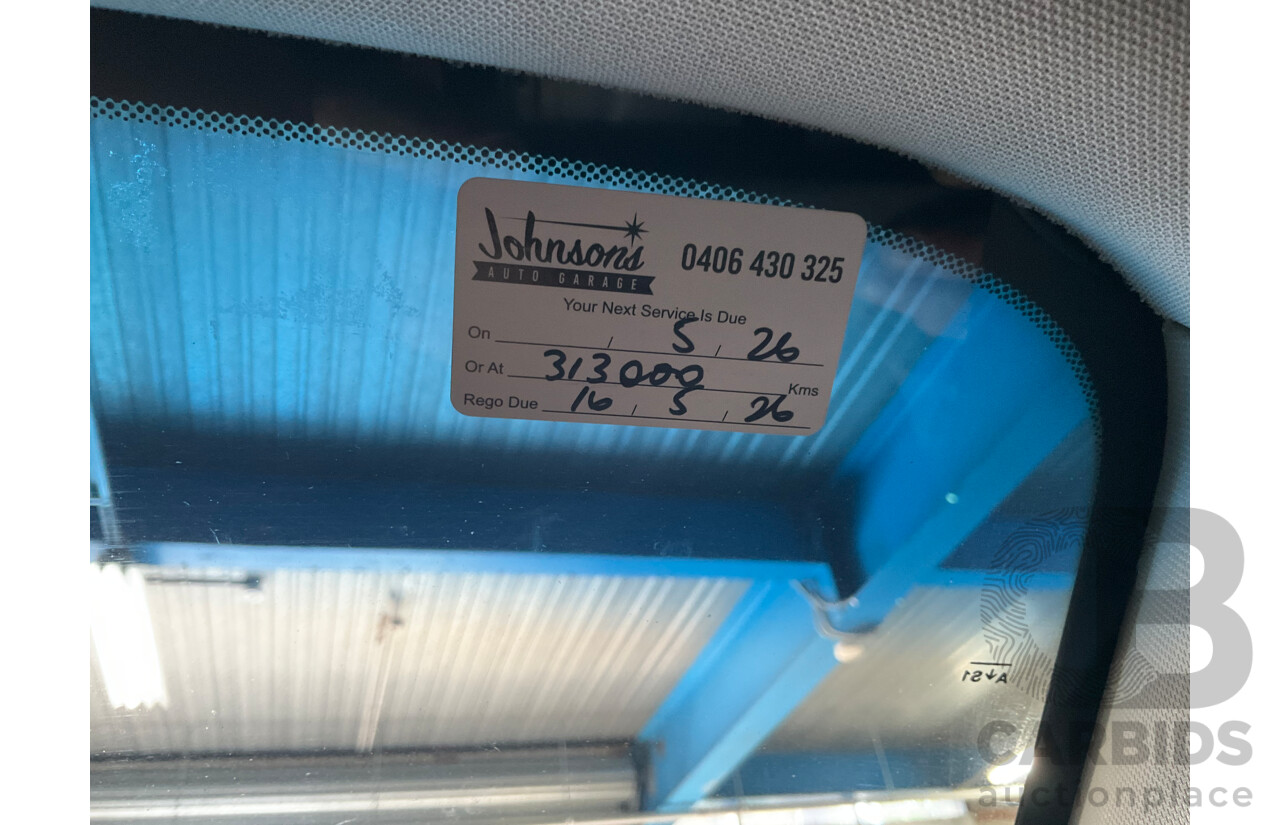 Johnsons
AUTO GARAGE
0406 430 325
Your Next Service Is Due
On / 5 / 26
Or At 313000 Kms
Rego Due 16 / 5 / 26
A↓S1
CARBIDS
auctionplace